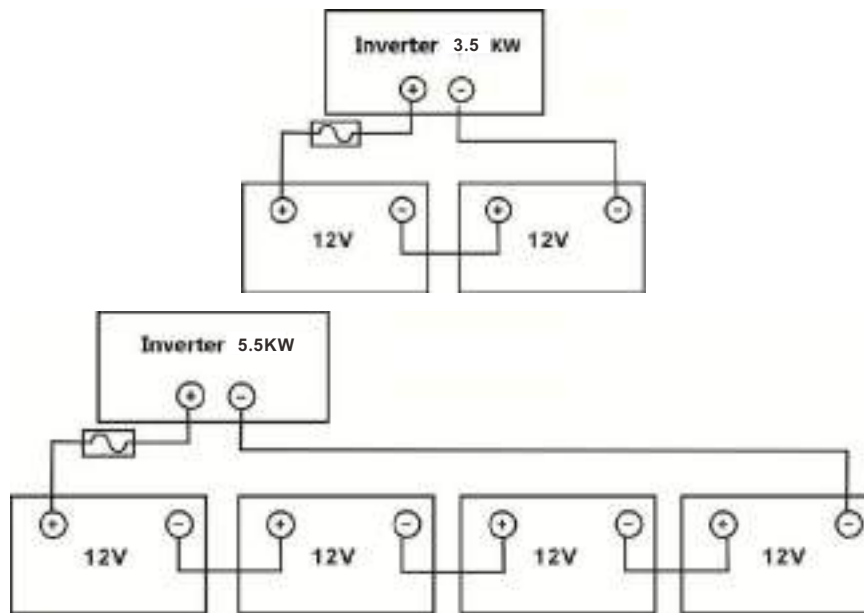 Inverter 3.5 KW
+ -
+ - + -
12V 12V
Inverter 5.5KW
+ -
+ - + - + - + -
12V 12V 12V 12V